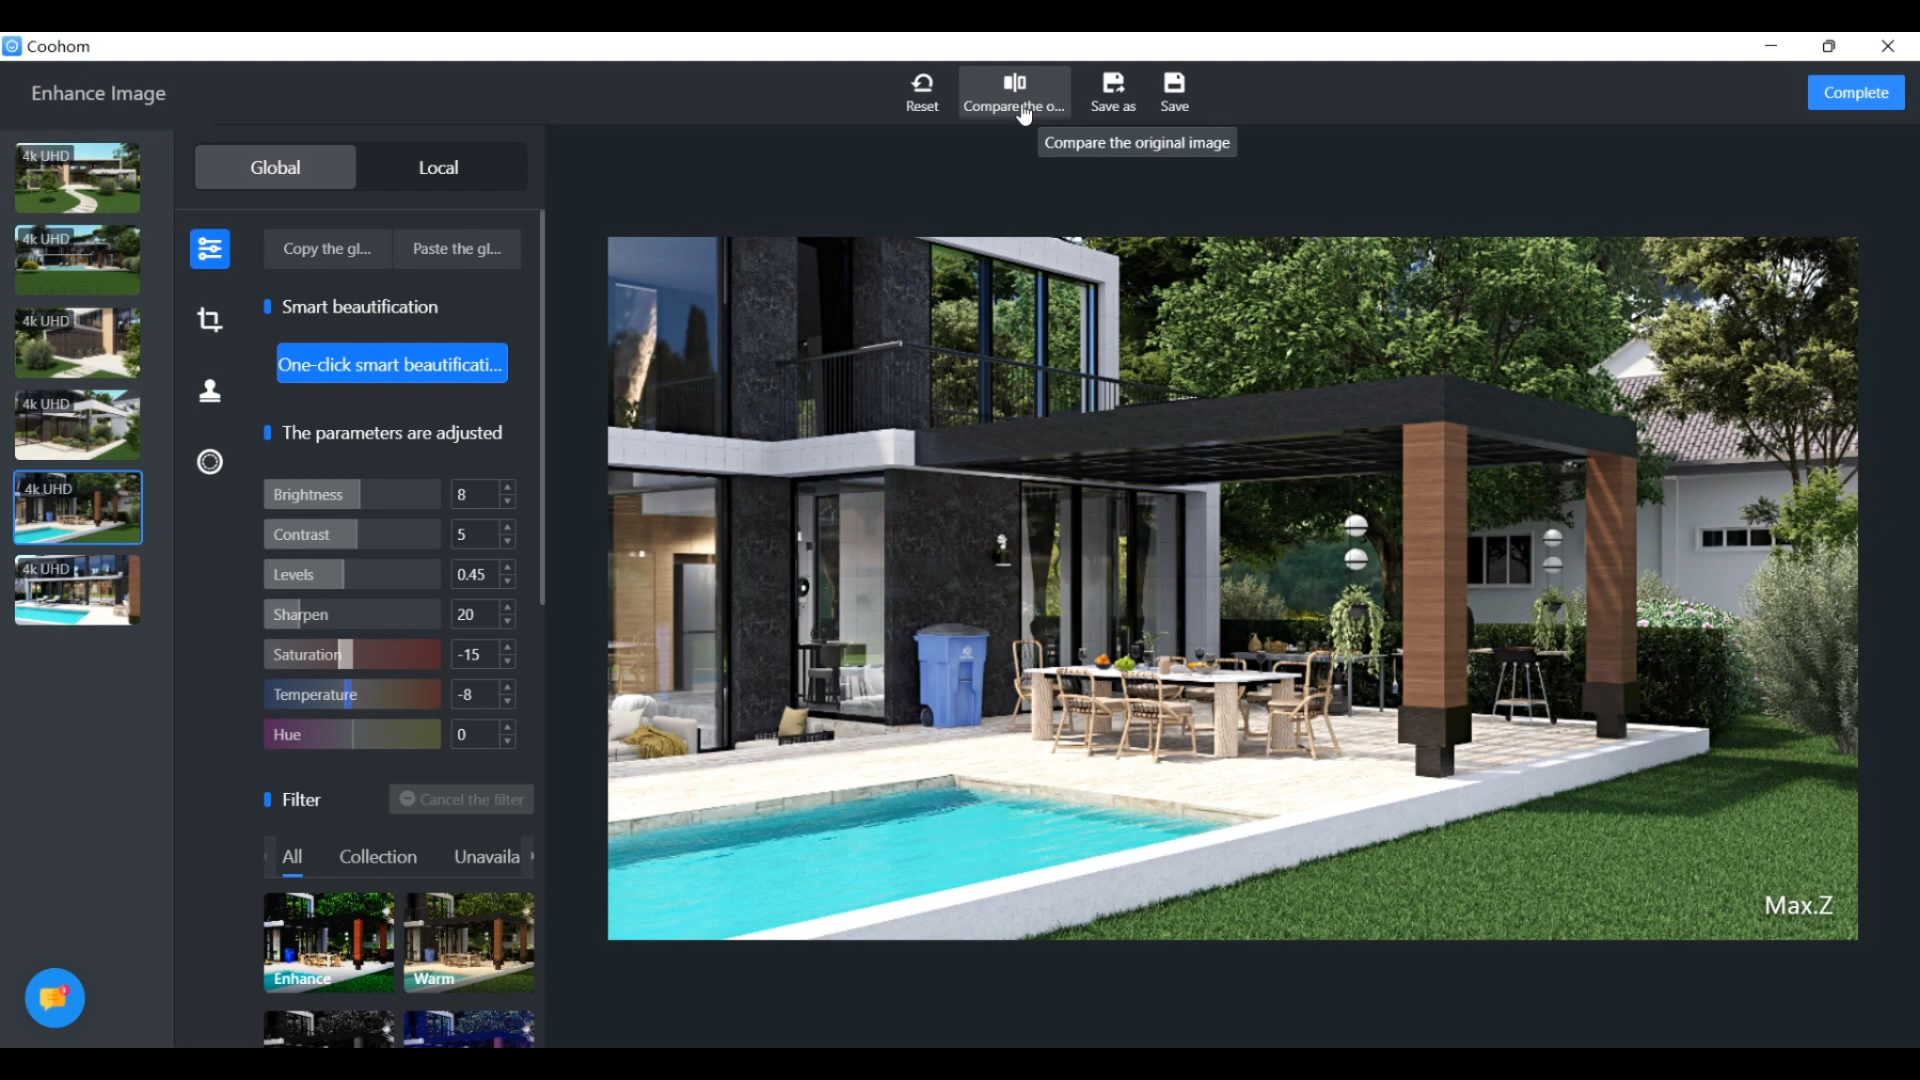 Coohom
Enhance Image
Reset
Compare the o...
Save as
Save
Complete
Compare the original image
4k UHD
4k UHD
4k UHD
4k UHD
4k UHD
4k UHD
Global
Local
Copy the gl...
Paste the gl...
Smart beautification
One-click smart beautificati...
The parameters are adjusted
Brightness 8
Contrast 5
Levels 0.45
Sharpen 20
Saturation -15
Temperature -8
Hue 0
Filter
Cancel the filter
All
Collection
Unavaila
Enhance
Warm
Max.Z